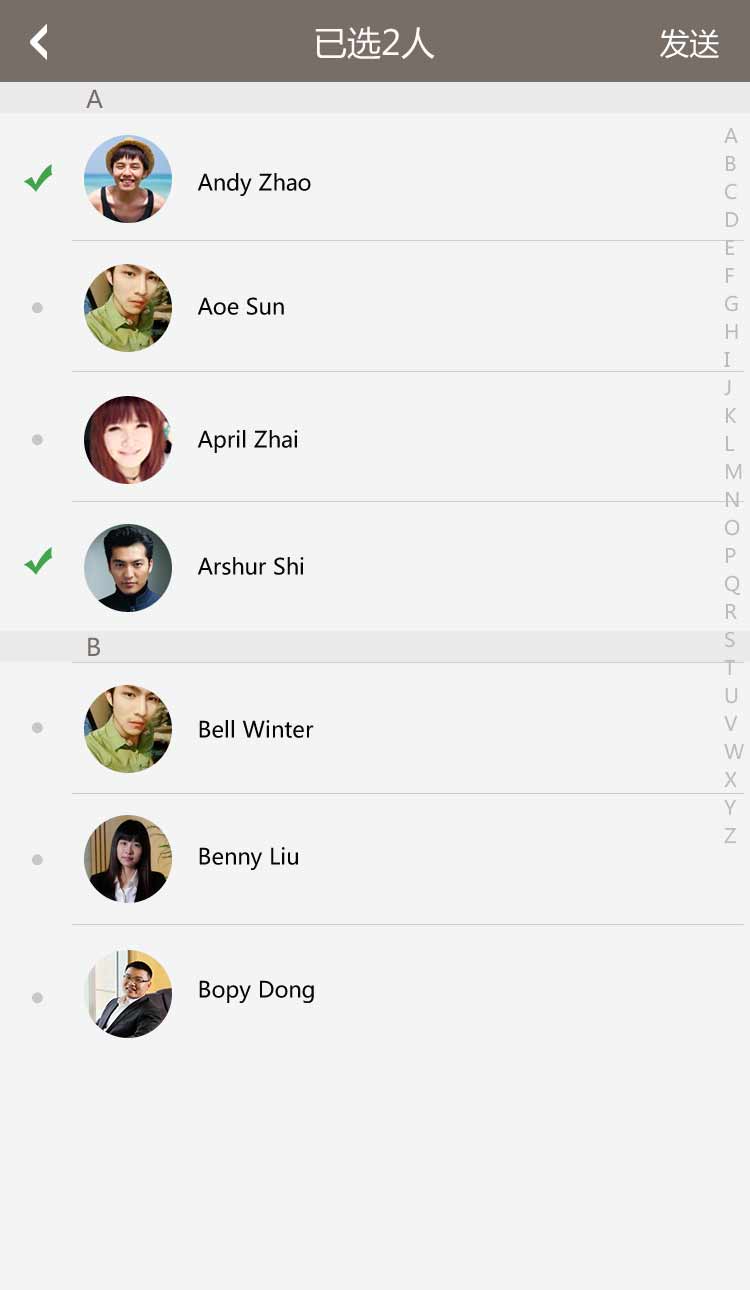 已选2人
发送
A
Andy Zhao
Aoe Sun
April Zhai
Arshur Shi
B
Bell Winter
Benny Liu
Bopy Dong
A
B
C
D
E
F
G
H
I
J
K
L
M
N
O
P
Q
R
S
T
U
V
W
X
Y
Z